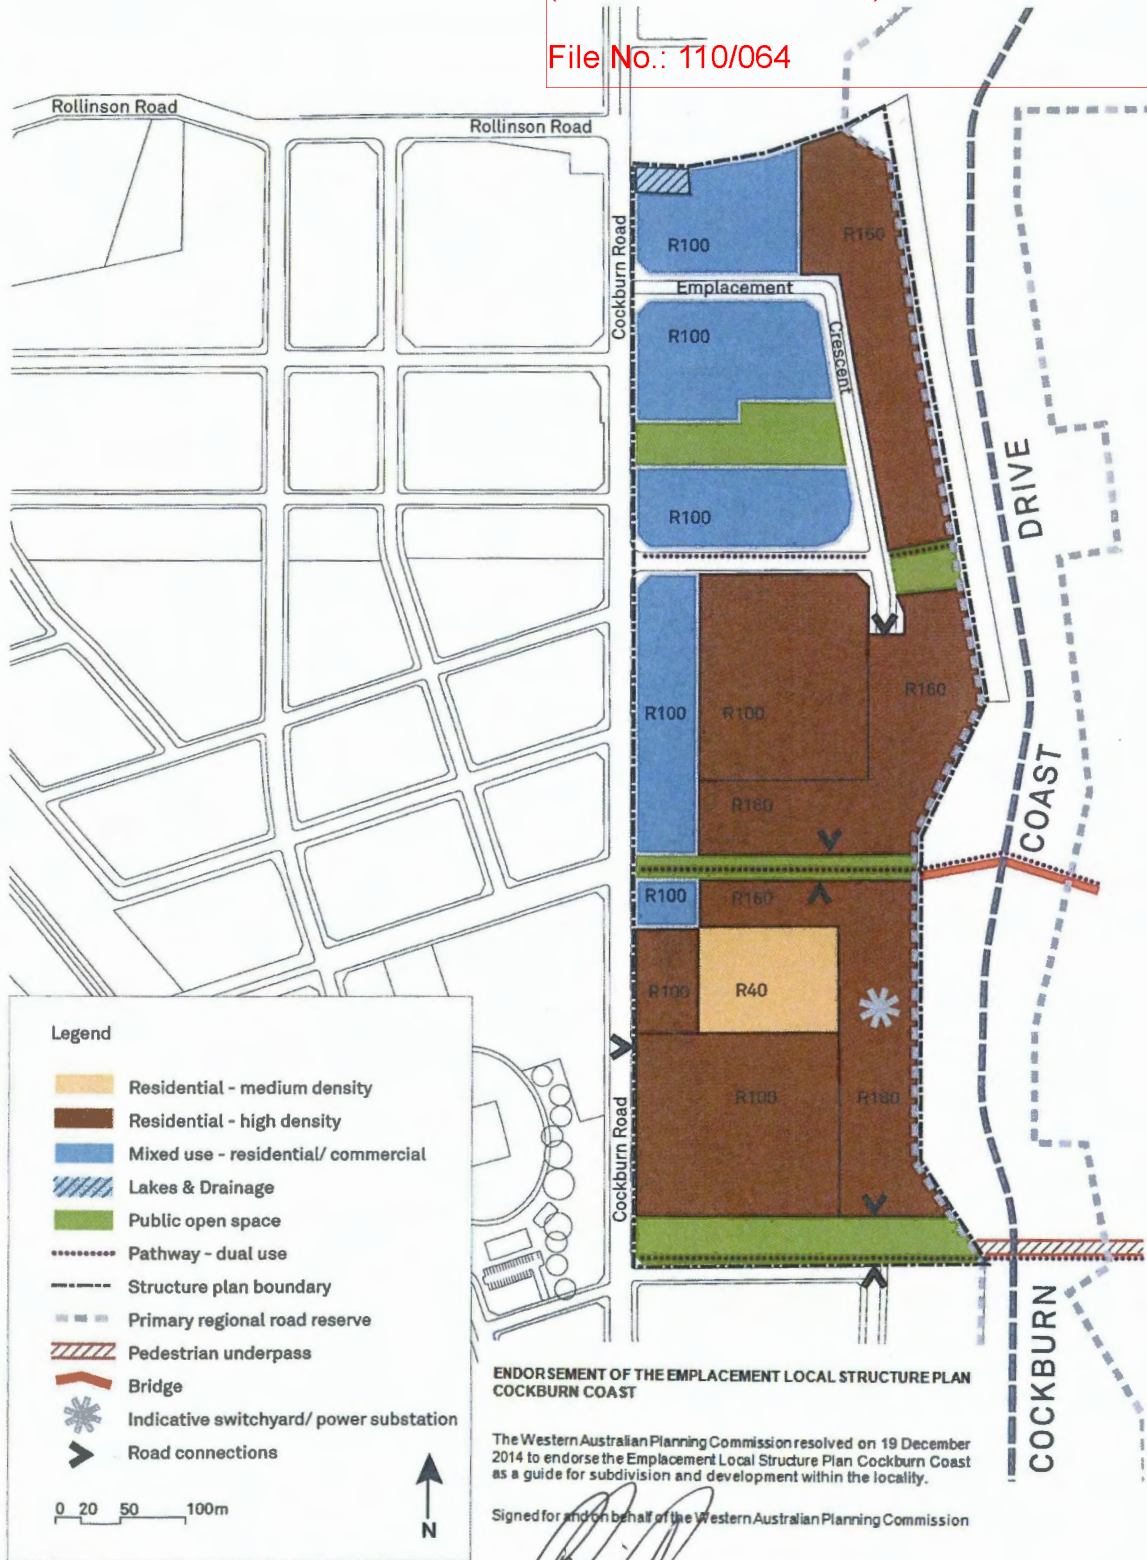 File No.: 110/064
Rollinson Road
Rollinson Road
Cockburn Road
R100
R160
Emplacement
Crescent
R100
R100
DRIVE
R160
R100
R100
R160
COAST
R100
R160
R100
R40
R100
R160
Cockburn Road
COCKBURN
Legend
Residential - medium density
Residential - high density
Mixed use - residential/ commercial
Lakes & Drainage
Public open space
Pathway - dual use
Structure plan boundary
Primary regional road reserve
Pedestrian underpass
Bridge
Indicative switchyard/ power substation
Road connections
0 20 50 100m
N
ENDORSEMENT OF THE EMPLACEMENT LOCAL STRUCTURE PLAN
COCKBURN COAST
The Western Australian Planning Commission resolved on 19 December
2014 to endorse the Emplacement Local Structure Plan Cockburn Coast
as a guide for subdivision and development within the locality.
Signed for and on behalf of the Western Australian Planning Commission